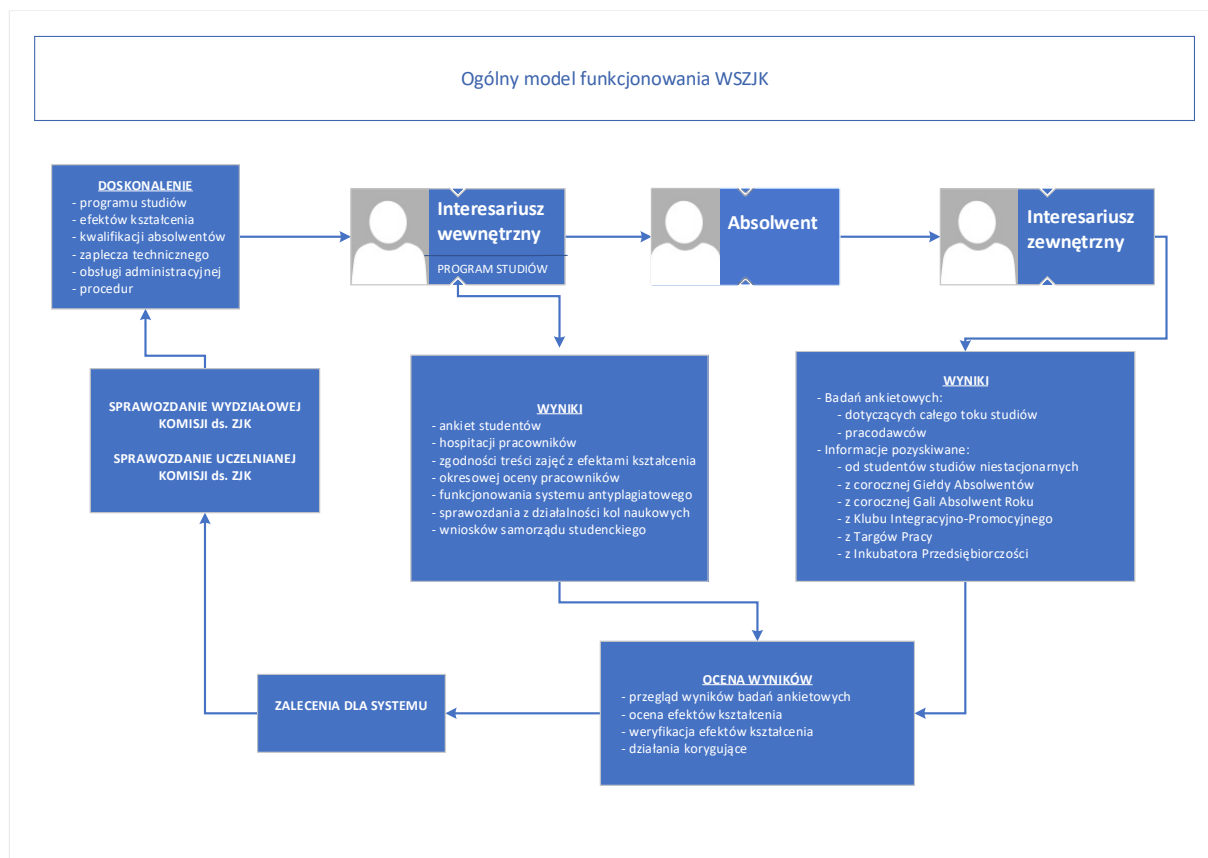 Ogólny model funkcjonowania WSZJK
DOSKONALENIE
- programu studiów
- efektów kształcenia
- kwalifikacji absolwentów
- zaplecza technicznego
- obsługi administracyjnej
- procedur
Interesariusz
wewnętrzny
PROGRAM STUDIÓW
Absolwent
Interesariusz
zewnętrzny
SPRAWOZDANIE WYDZIAŁOWEJ
KOMISJI ds. ZJK
SPRAWOZDANIE UCZELNIANEJ
KOMISJI ds. ZJK
WYNIKI
- ankiet studentów
- hospitacji pracowników
- zgodności treści zajęć z efektami kształcenia
- okresowej oceny pracowników
- funkcjonowania systemu antyplagiatowego
- sprawozdania z działalności kol naukowych
- wniosków samorządu studenckiego
WYNIKI
- Badań ankietowych:
- dotyczących całego toku studiów
- pracodawców
- Informacje pozyskiwane:
- od studentów studiów niestacjonarnych
- z corocznej Giełdy Absolwentów
- z corocznej Gali Absolwent Roku
- z Klubu Integracyjno-Promocyjnego
- z Targów Pracy
- z Inkubatora Przedsiębiorczości
ZALECENIA DLA SYSTEMU
OCENA WYNIKÓW
- przegląd wyników badań ankietowych
- ocena efektów kształcenia
- weryfikacja efektów kształcenia
- działania korygujące